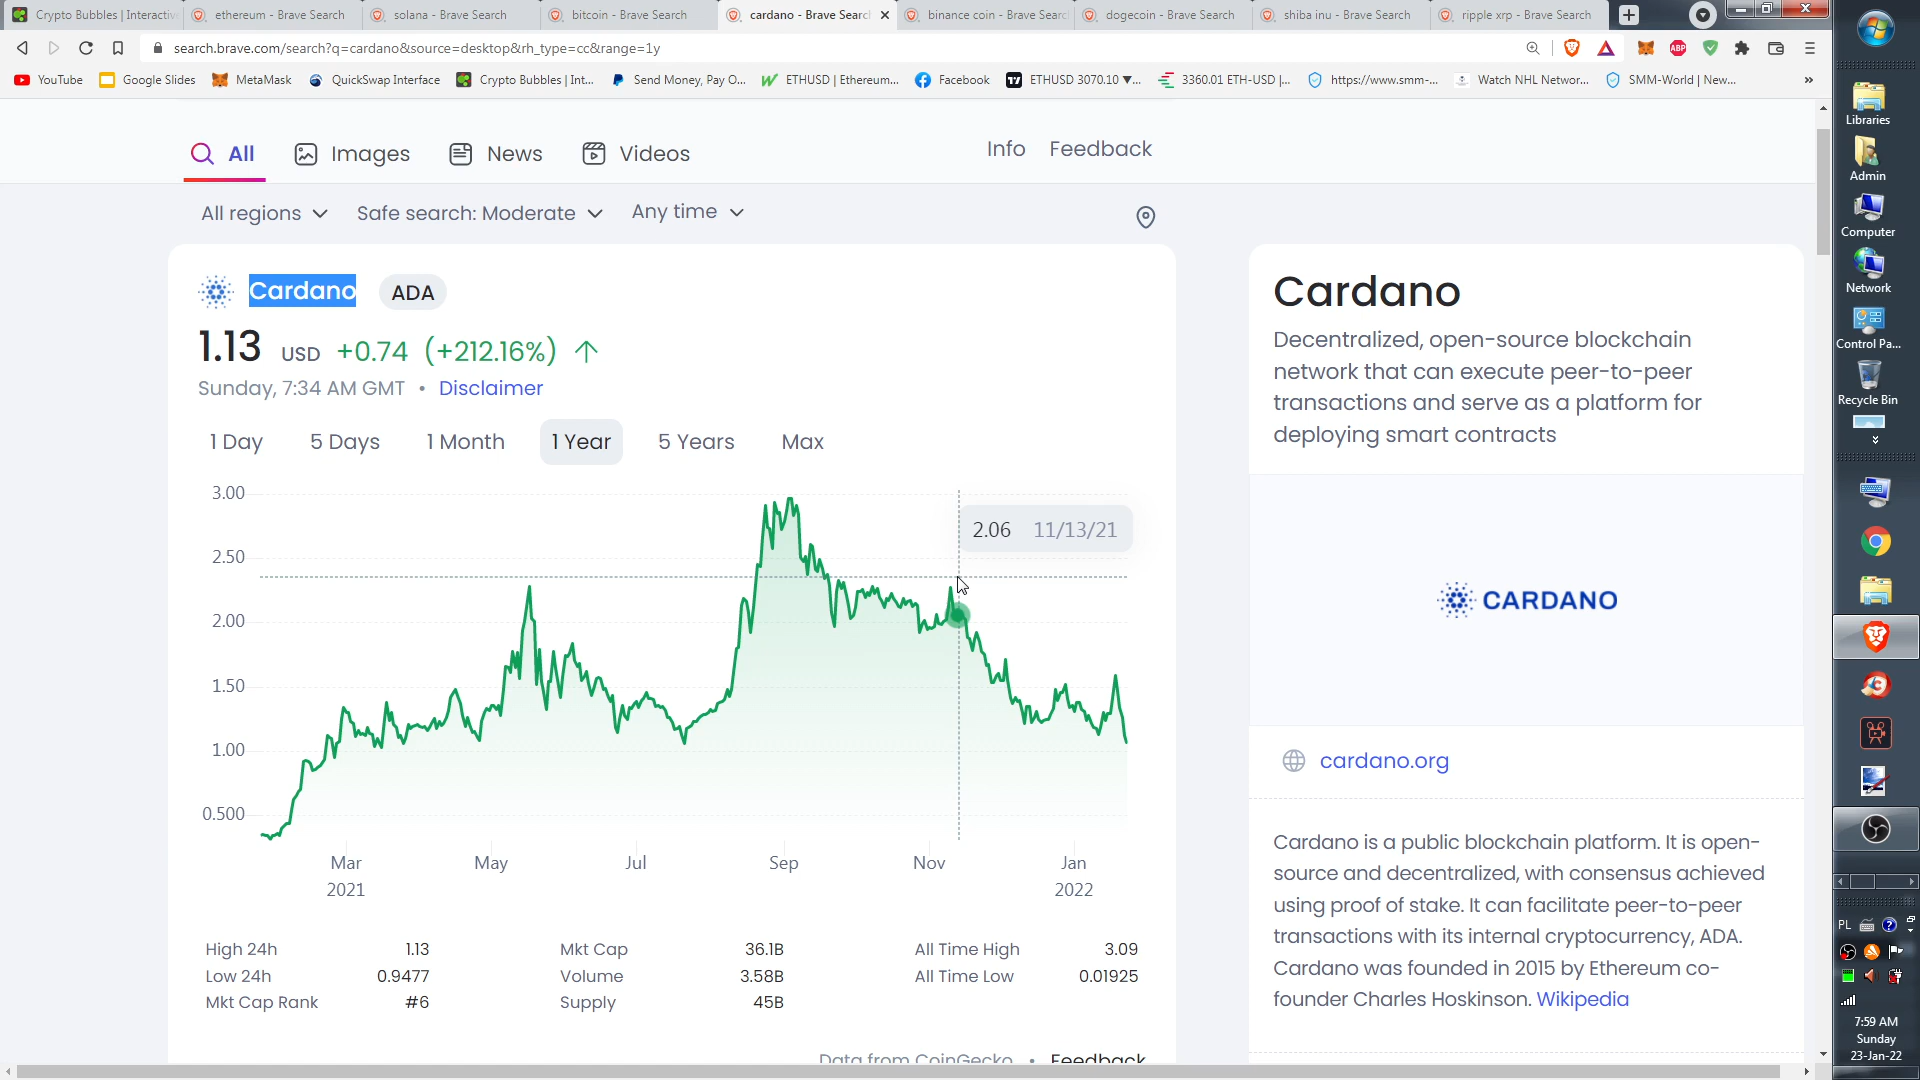 Crypto Bubbles | Interactiv
ethereum - Brave Search
solana - Brave Search
bitcoin - Brave Search
cardano - Brave Searc
binance coin - Brave Searc
dogecoin - Brave Search
shiba inu - Brave Search
ripple xrp - Brave Search
search.brave.com/search?q=cardano&source=desktop&rh_type=cc&range=1y
ABP
YouTube
Google Slides
MetaMask
QuickSwap Interface
Crypto Bubbles | Int...
Send Money, Pay O...
ETHUSD | Ethereum...
Facebook
ETHUSD 3070.10 ▼...
3360.01 ETH-USD |...
https://www.smm-...
Watch NHL Networ...
SMM-World | New...
»
All
Images
News
Videos
Info
Feedback
All regions
Safe search: Moderate
Any time
Cardano ADA
1.13 USD +0.74 (+212.16%) ↑
Sunday, 7:34 AM GMT • Disclaimer
1 Day 5 Days 1 Month 1 Year 5 Years Max
3.00
2.50
2.00
1.50
1.00
0.500
2.06 11/13/21
Mar May Jul Sep Nov Jan
2021 2022
High 24h 1.13 Mkt Cap 36.1B All Time High 3.09
Low 24h 0.9477 Volume 3.58B All Time Low 0.01925
Mkt Cap Rank #6 Supply 45B
Data from CoinGecko • Feedback
Cardano
Decentralized, open-source blockchain
network that can execute peer-to-peer
transactions and serve as a platform for
deploying smart contracts
CARDANO
cardano.org
Cardano is a public blockchain platform. It is open-
source and decentralized, with consensus achieved
using proof of stake. It can facilitate peer-to-peer
transactions with its internal cryptocurrency, ADA.
Cardano was founded in 2015 by Ethereum co-
founder Charles Hoskinson. Wikipedia
Libraries
Admin
Computer
Network
Control Pa...
Recycle Bin
PL
7:59 AM
Sunday
23-Jan-22